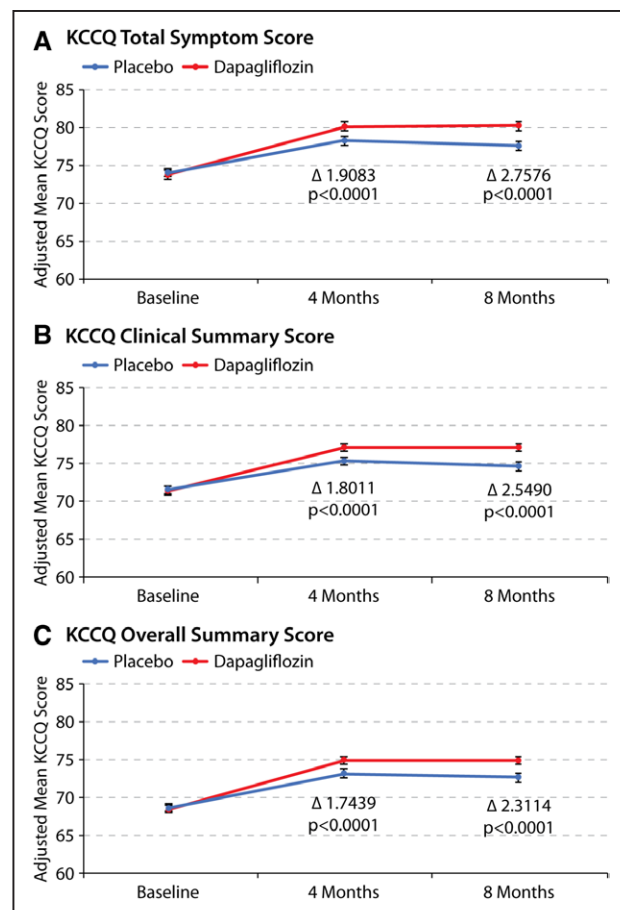 A KCCQ Total Symptom Score
Placebo Dapagliflozin
Adjusted Mean KCCQ Score
85
80
75
70
65
60
Δ 1.9083 Δ 2.7576
p<0.0001 p<0.0001
Baseline 4 Months 8 Months
B KCCQ Clinical Summary Score
Placebo Dapagliflozin
Adjusted Mean KCCQ Score
85
80
75
70
65
60
Δ 1.8011 Δ 2.5490
p<0.0001 p<0.0001
Baseline 4 Months 8 Months
C KCCQ Overall Summary Score
Placebo Dapagliflozin
Adjusted Mean KCCQ Score
85
80
75
70
65
60
Δ 1.7439 Δ 2.3114
p<0.0001 p<0.0001
Baseline 4 Months 8 Months